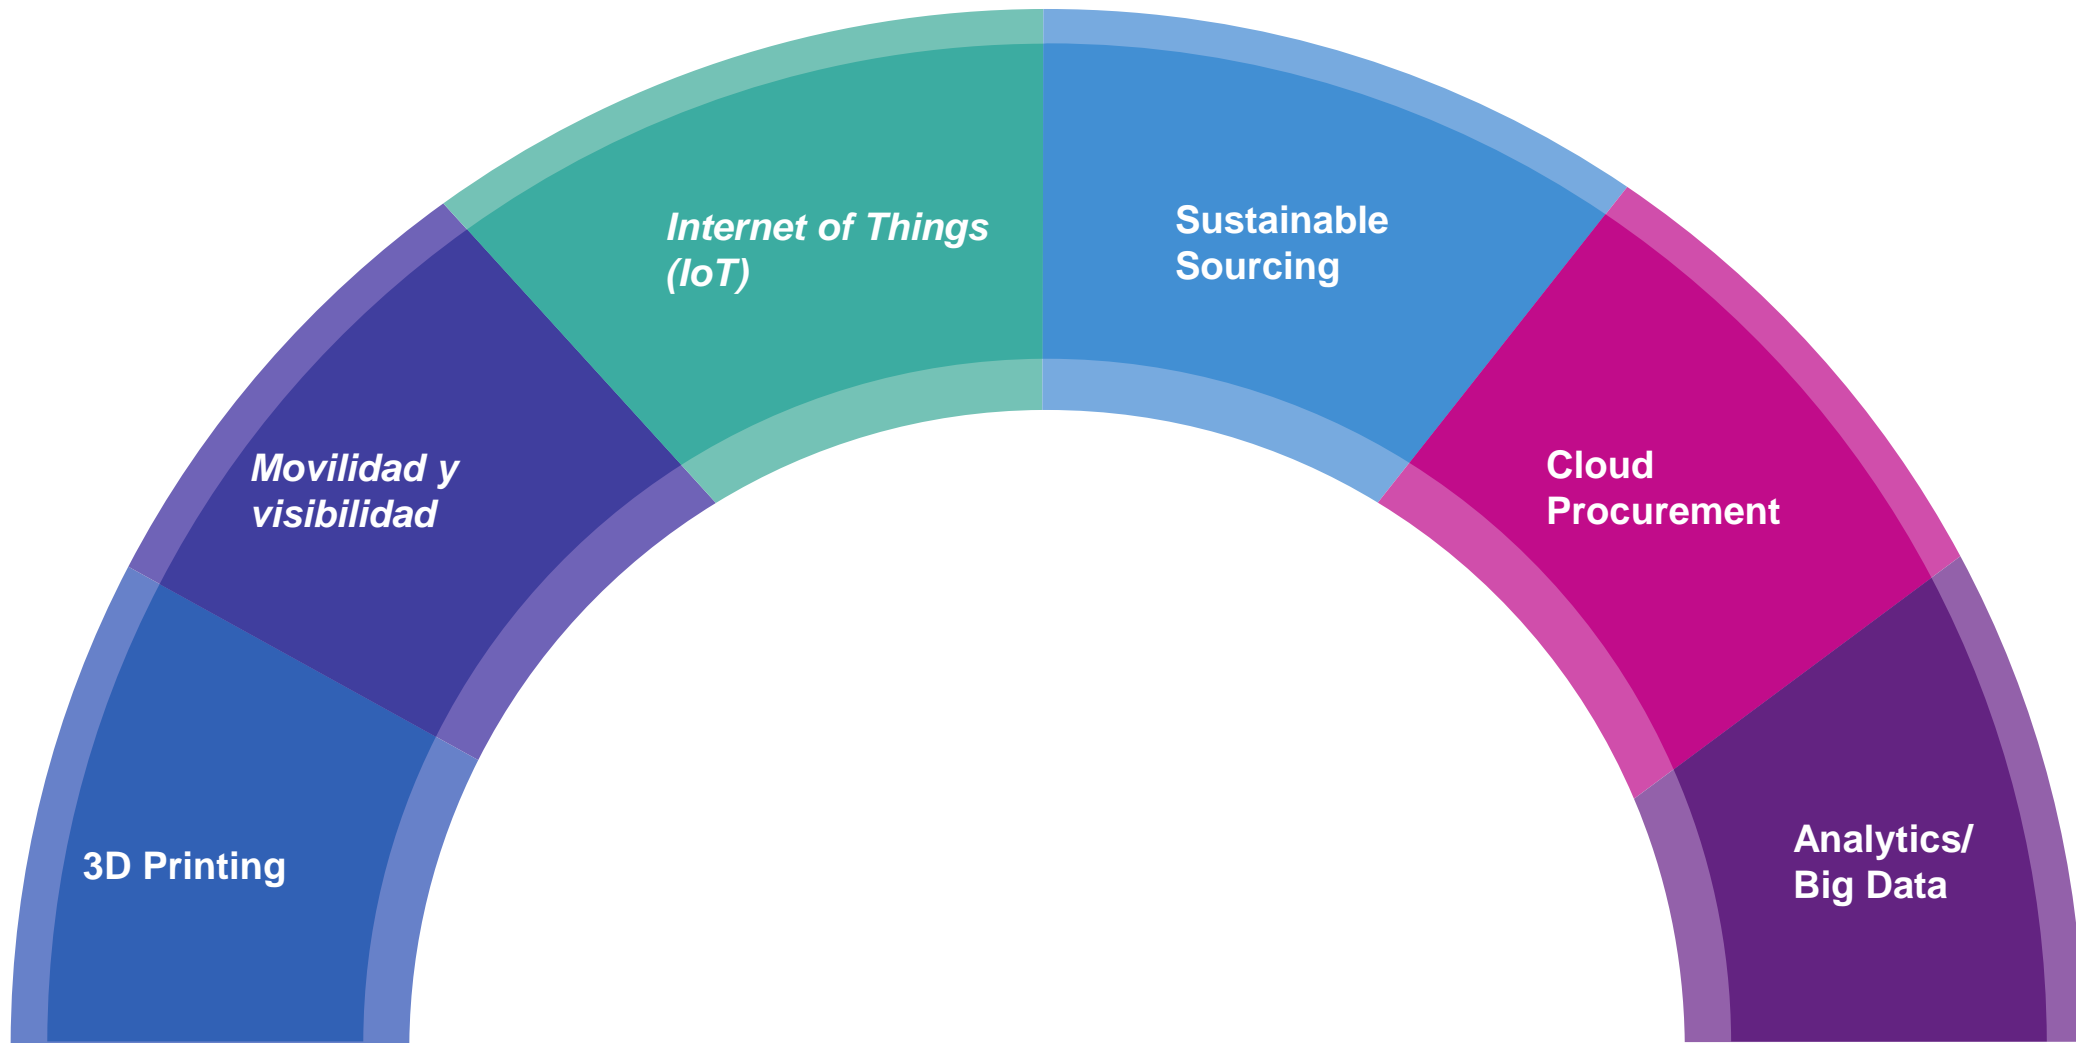 3D Printing
Movilidad y
visibilidad
Internet of Things
(IoT)
Sustainable
Sourcing
Cloud
Procurement
Analytics/
Big Data